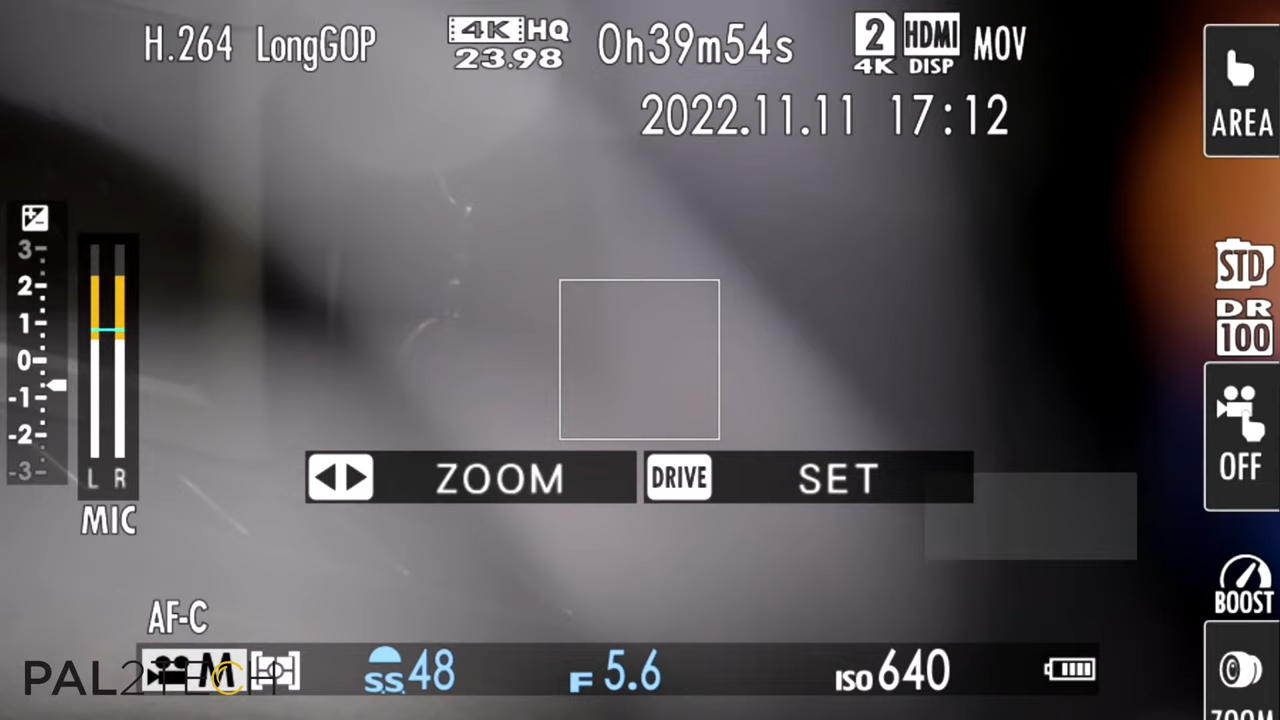 H.264 LongGOP 4K HQ 23.98 0h39m54s 2 4K HDMI DISP MOV
2022.11.11 17:12
AREA
3
2
1
0
-1
-2
-3
L R
MIC
STD
DR
100
OFF
ZOOM DRIVE SET
BOOST
AF-C
M SS 48 F 5.6 ISO 640
PAL2TECH
ZOOM